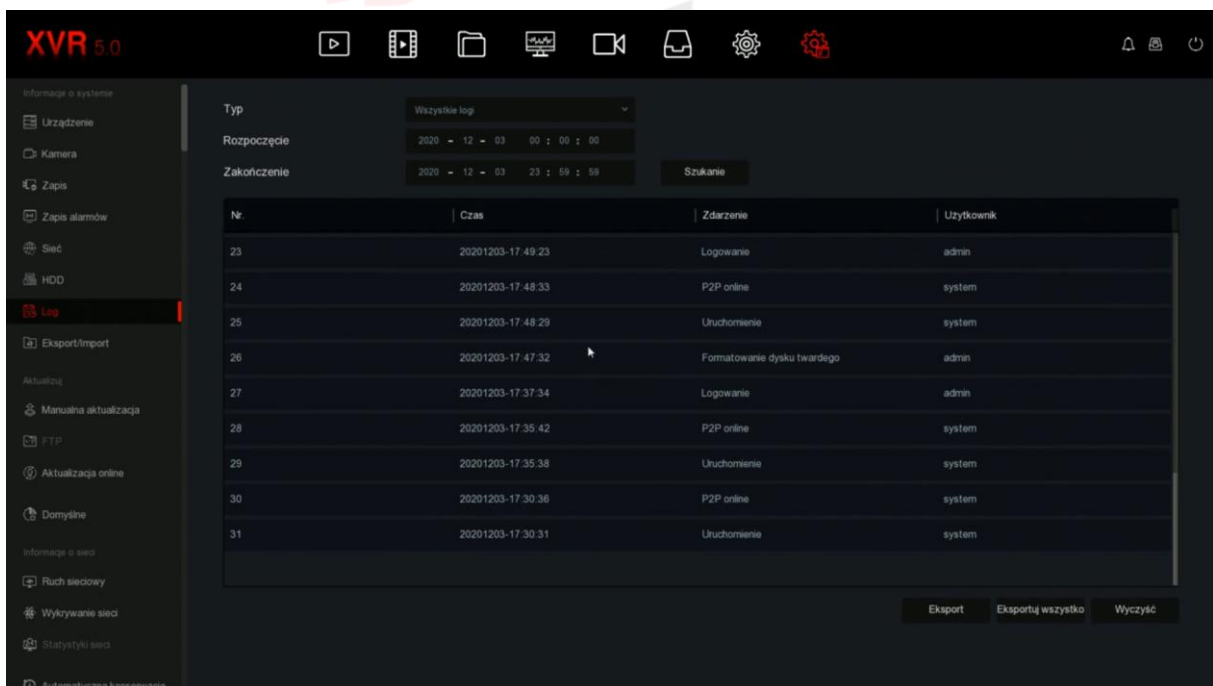 XVR 5.0
Informacje o systemie
Urządzenie
Kamera
Zapis
Zapis alarmów
Sieć
HDD
Log
Eksport/Import
Aktualizuj
Manualna aktualizacja
FTP
Aktualizacja online
Domyślne
Informacje o sieci
Ruch sieciowy
Wykrywanie sieci
Statystyki sieci
Automatyczna konserwacja
Typ Wszystkie logi
Rozpoczęcie 2020 - 12 - 03 00 : 00 : 00
Zakończenie 2020 - 12 - 03 23 : 59 : 59 Szukanie
Nr. Czas Zdarzenie Użytkownik
23 20201203-17:49:23 Logowanie admin
24 20201203-17:48:33 P2P online system
25 20201203-17:48:29 Uruchomienie system
26 20201203-17:47:32 Formatowanie dysku twardego admin
27 20201203-17:37:34 Logowanie admin
28 20201203-17:35:42 P2P online system
29 20201203-17:35:38 Uruchomienie system
30 20201203-17:30:36 P2P online system
31 20201203-17:30:31 Uruchomienie system
Eksport Eksportuj wszystko Wyczyść